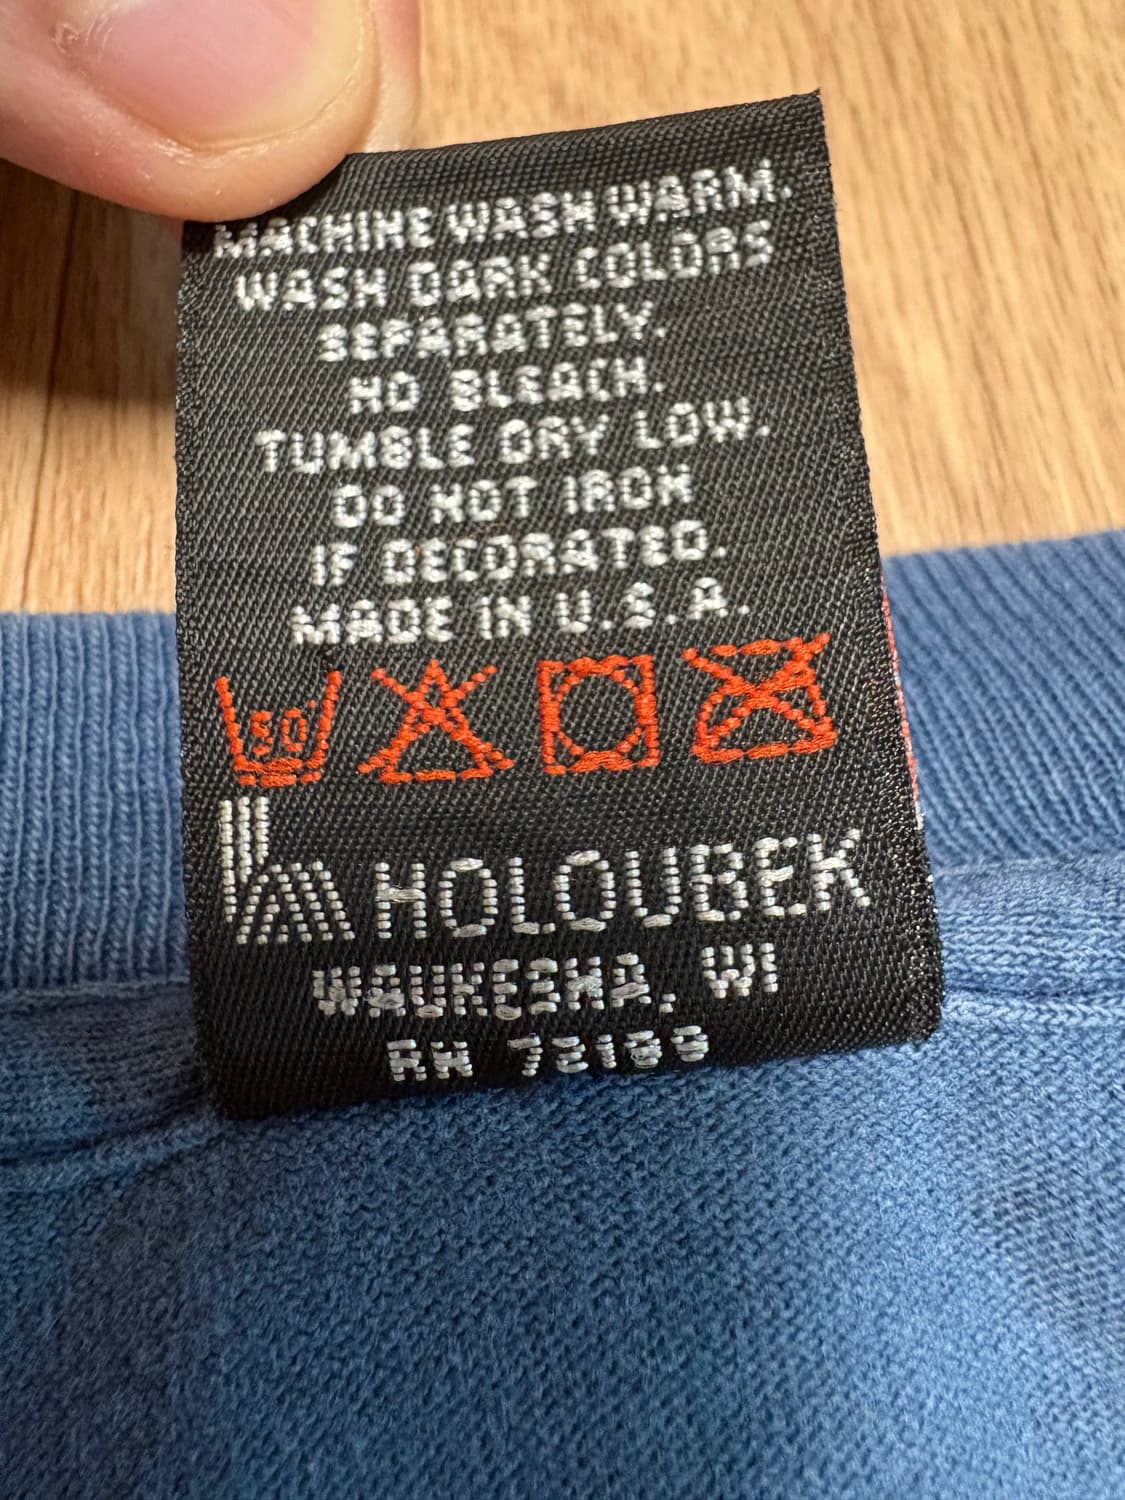 MACHINE WASH WARM.
WASH DARK COLORS
SEPARATELY.
NO BLEACH.
TUMBLE DRY LOW.
DO NOT IRON
IF DECORATED.
MADE IN U.S.A.
50°
HOLOUBEK
WAUKESHA, WI
RN